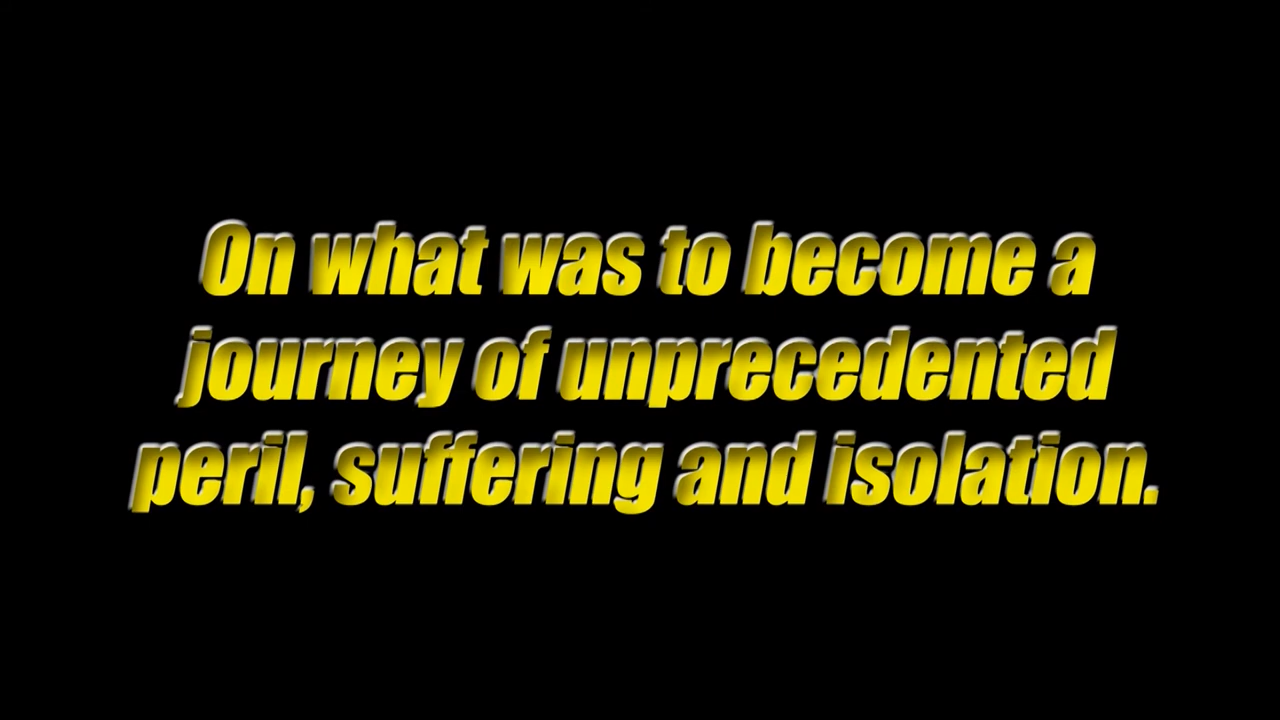 On what was to become a
journey of unprecedented
peril, suffering and isolation.